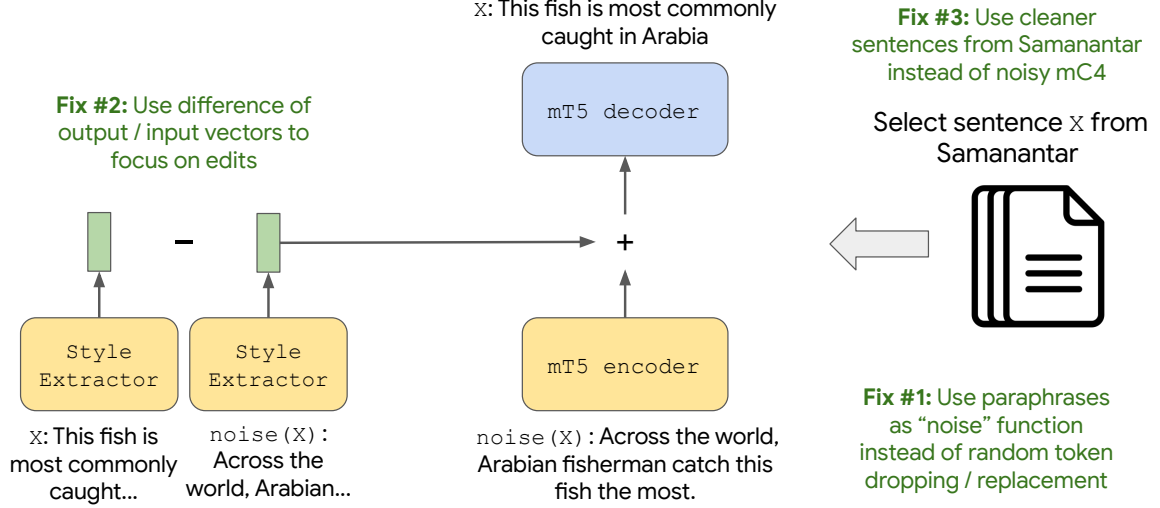 X: This fish is most commonly
caught in Arabia
Fix #3: Use cleaner
sentences from Samanantar
instead of noisy mC4
Fix #2: Use difference of
output / input vectors to
focus on edits
mT5 decoder
Select sentence X from
Samanantar
–
+
Style
Extractor
Style
Extractor
mT5 encoder
X: This fish is
most commonly
caught...
noise(X):
Across the
world, Arabian...
noise(X): Across the world,
Arabian fisherman catch this
fish the most.
Fix #1: Use paraphrases
as “noise” function
instead of random token
dropping / replacement